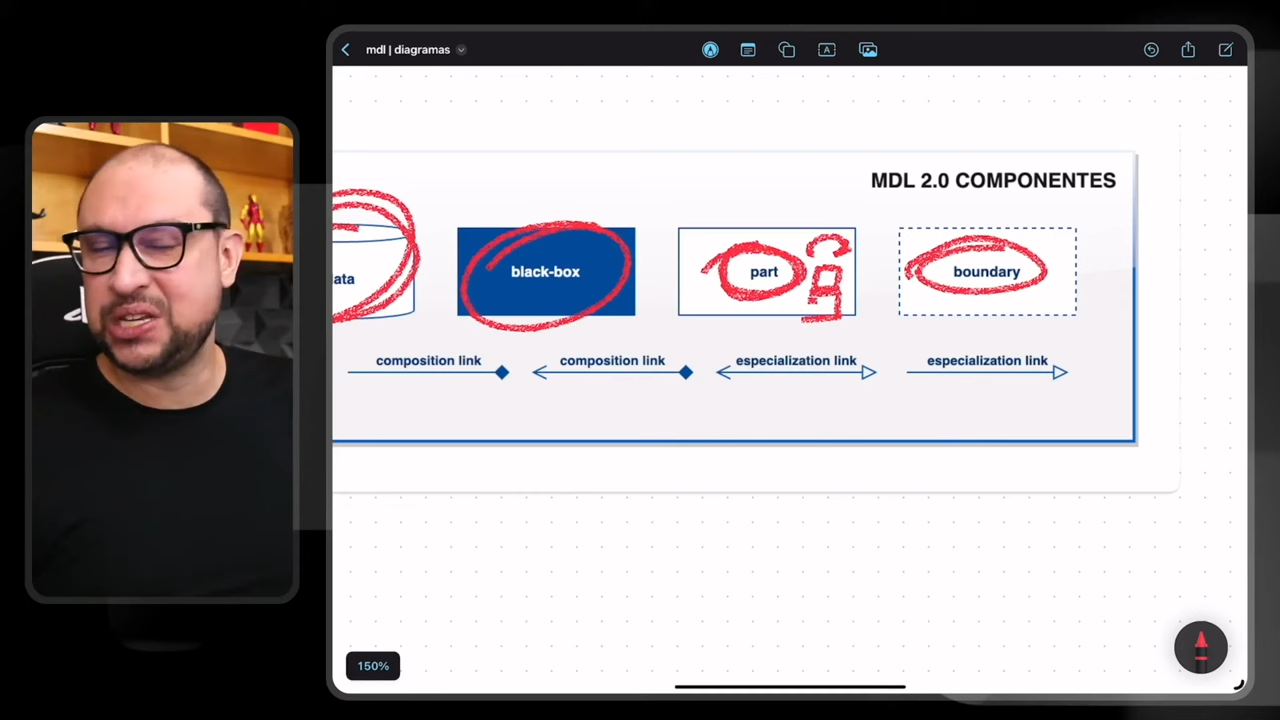 mdl | diagramas
MDL 2.0 COMPONENTES
black-box
part
boundary
composition link
composition link
especialization link
especialization link
150%